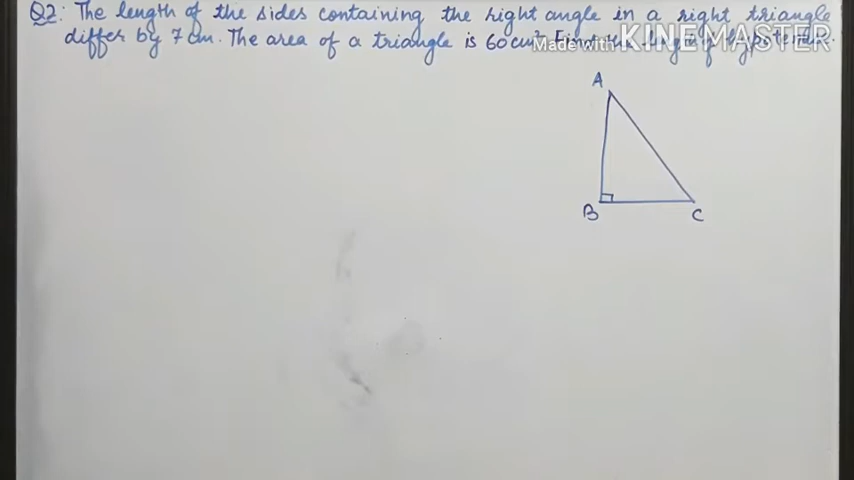 Q2: The length of the sides containing the right angle in a right triangle
differ by 7 cm. The area of a triangle is 60 cm². Find the
Made with KINEMASTER
A
B
C